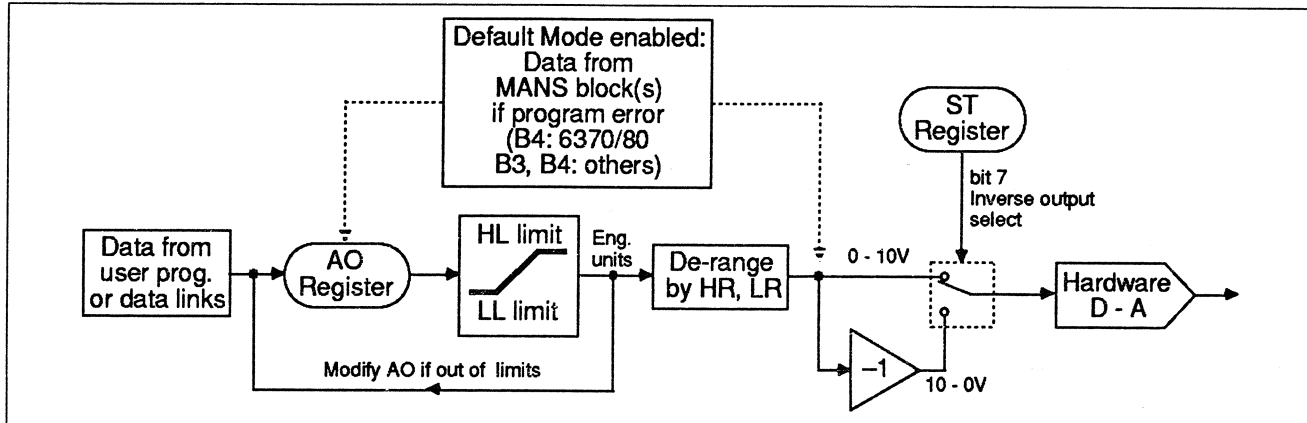 Default Mode enabled:
Data from
MANS block(s)
if program error
(B4: 6370/80
B3, B4: others)
ST
Register
bit 7
Inverse output
select
Data from
user prog.
or data links
AO
Register
HL limit
LL limit
Eng.
units
De-range
by HR, LR
0 - 10V
Hardware
D - A
Modify AO if out of limits
–1
10 - 0V